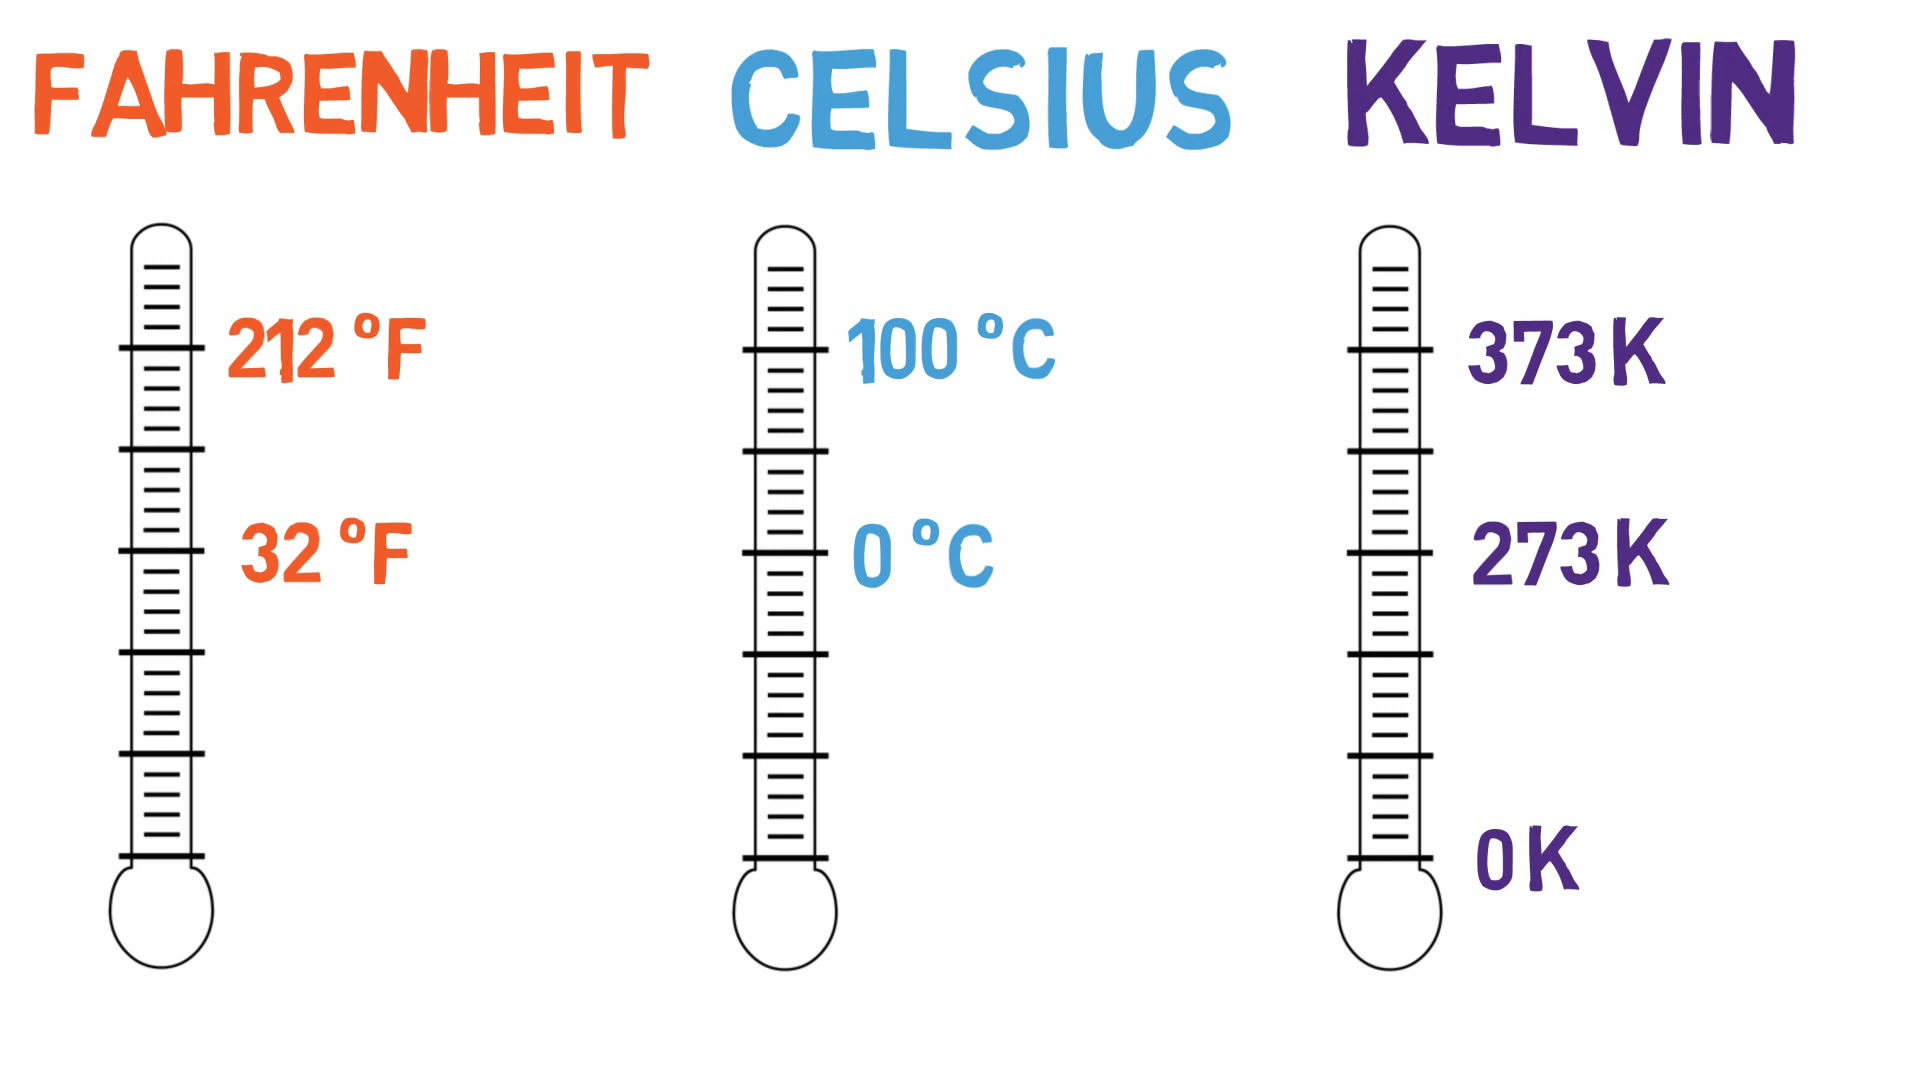 FAHRENHEIT CELSIUS KELVIN
212 °F 100 °C 373 K
32 °F 0 °C 273 K
0 K